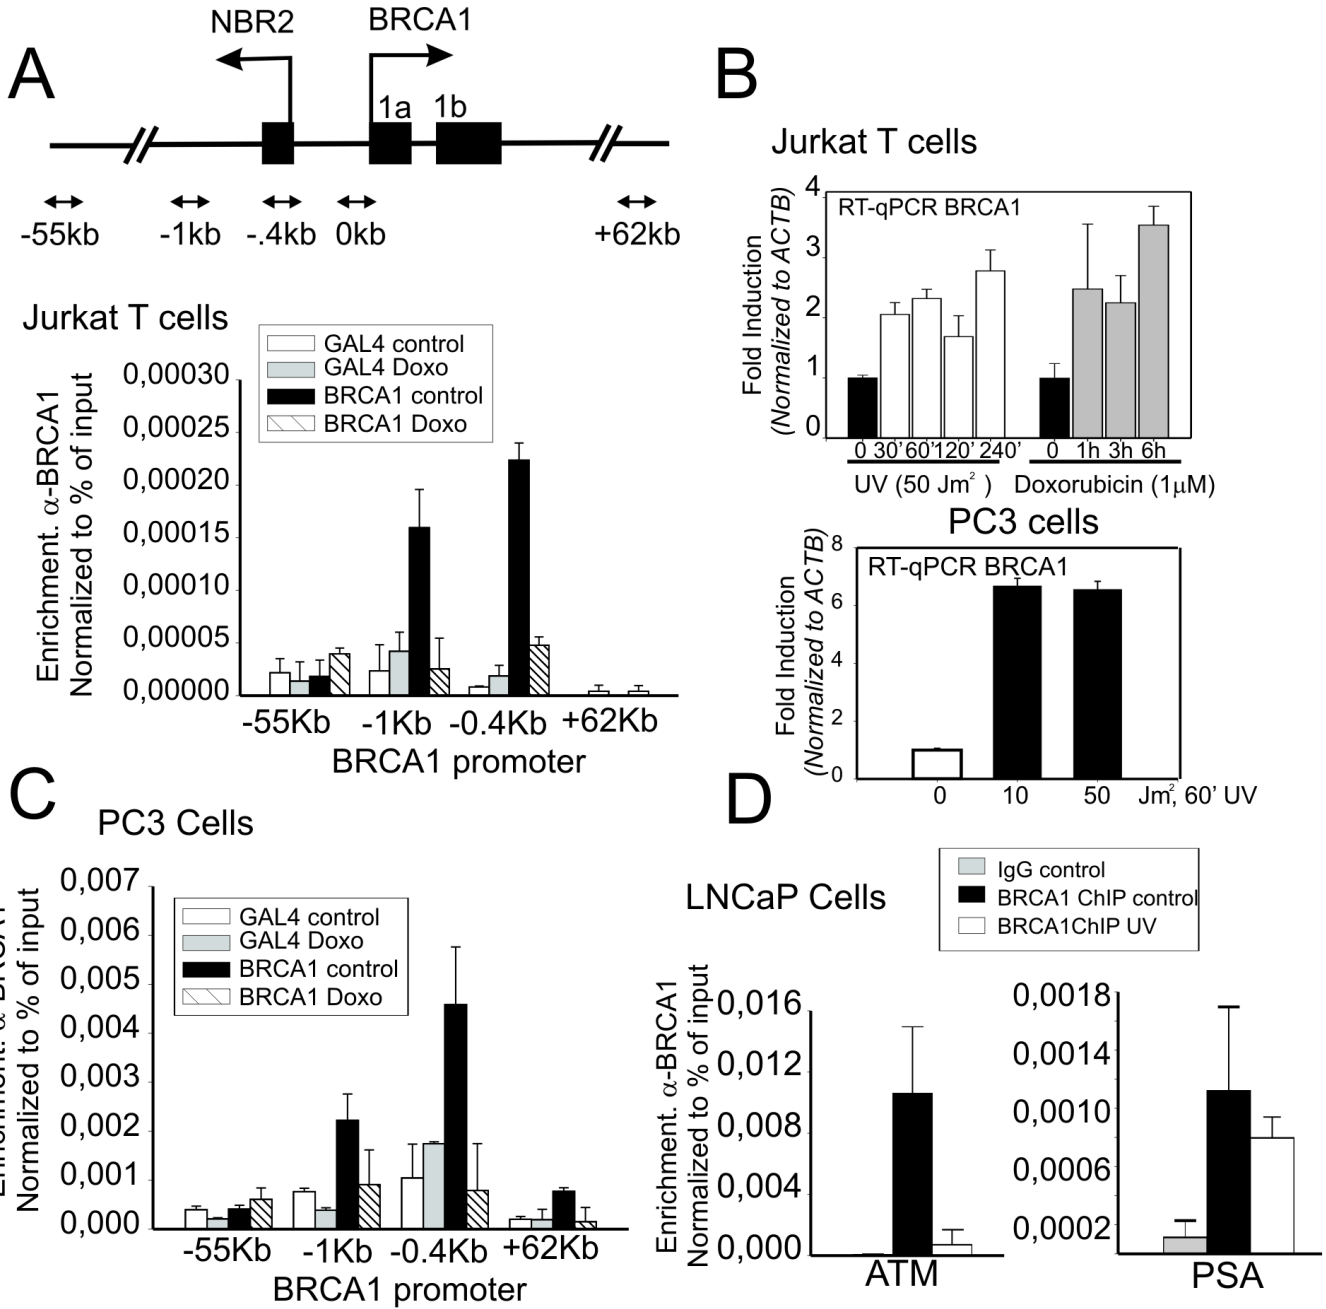 A
NBR2
BRCA1
1a
1b
-55kb
-1kb
-.4kb
0kb
+62kb
Jurkat T cells
GAL4 control
GAL4 Doxo
BRCA1 control
BRCA1 Doxo
Enrichment. α-BRCA1
Normalized to % of input
0,00030
0,00025
0,00020
0,00015
0,00010
0,00005
0,00000
-55Kb
-1Kb
-0.4Kb
+62Kb
BRCA1 promoter
B
Jurkat T cells
RT-qPCR BRCA1
Fold Induction
(Normalized to ACTB)
4
3
2
1
0
0 30' 60' 120' 240'
0 1h 3h 6h
UV (50 Jm2 )
Doxorubicin (1μM)
PC3 cells
RT-qPCR BRCA1
Fold Induction
(Normalized to ACTB)
8
6
4
2
0
0
10
50
Jm2, 60' UV
C
PC3 Cells
GAL4 control
GAL4 Doxo
BRCA1 control
BRCA1 Doxo
Normalized to % of input
0,007
0,006
0,005
0,004
0,003
0,002
0,001
0,000
-55Kb
-1Kb
-0.4Kb
+62Kb
BRCA1 promoter
D
LNCaP Cells
IgG control
BRCA1 ChIP control
BRCA1ChIP UV
Enrichment. α-BRCA1
Normalized to % of input
0,016
0,012
0,008
0,004
0,000
ATM
0,0018
0,0014
0,0010
0,0006
0,0002
PSA